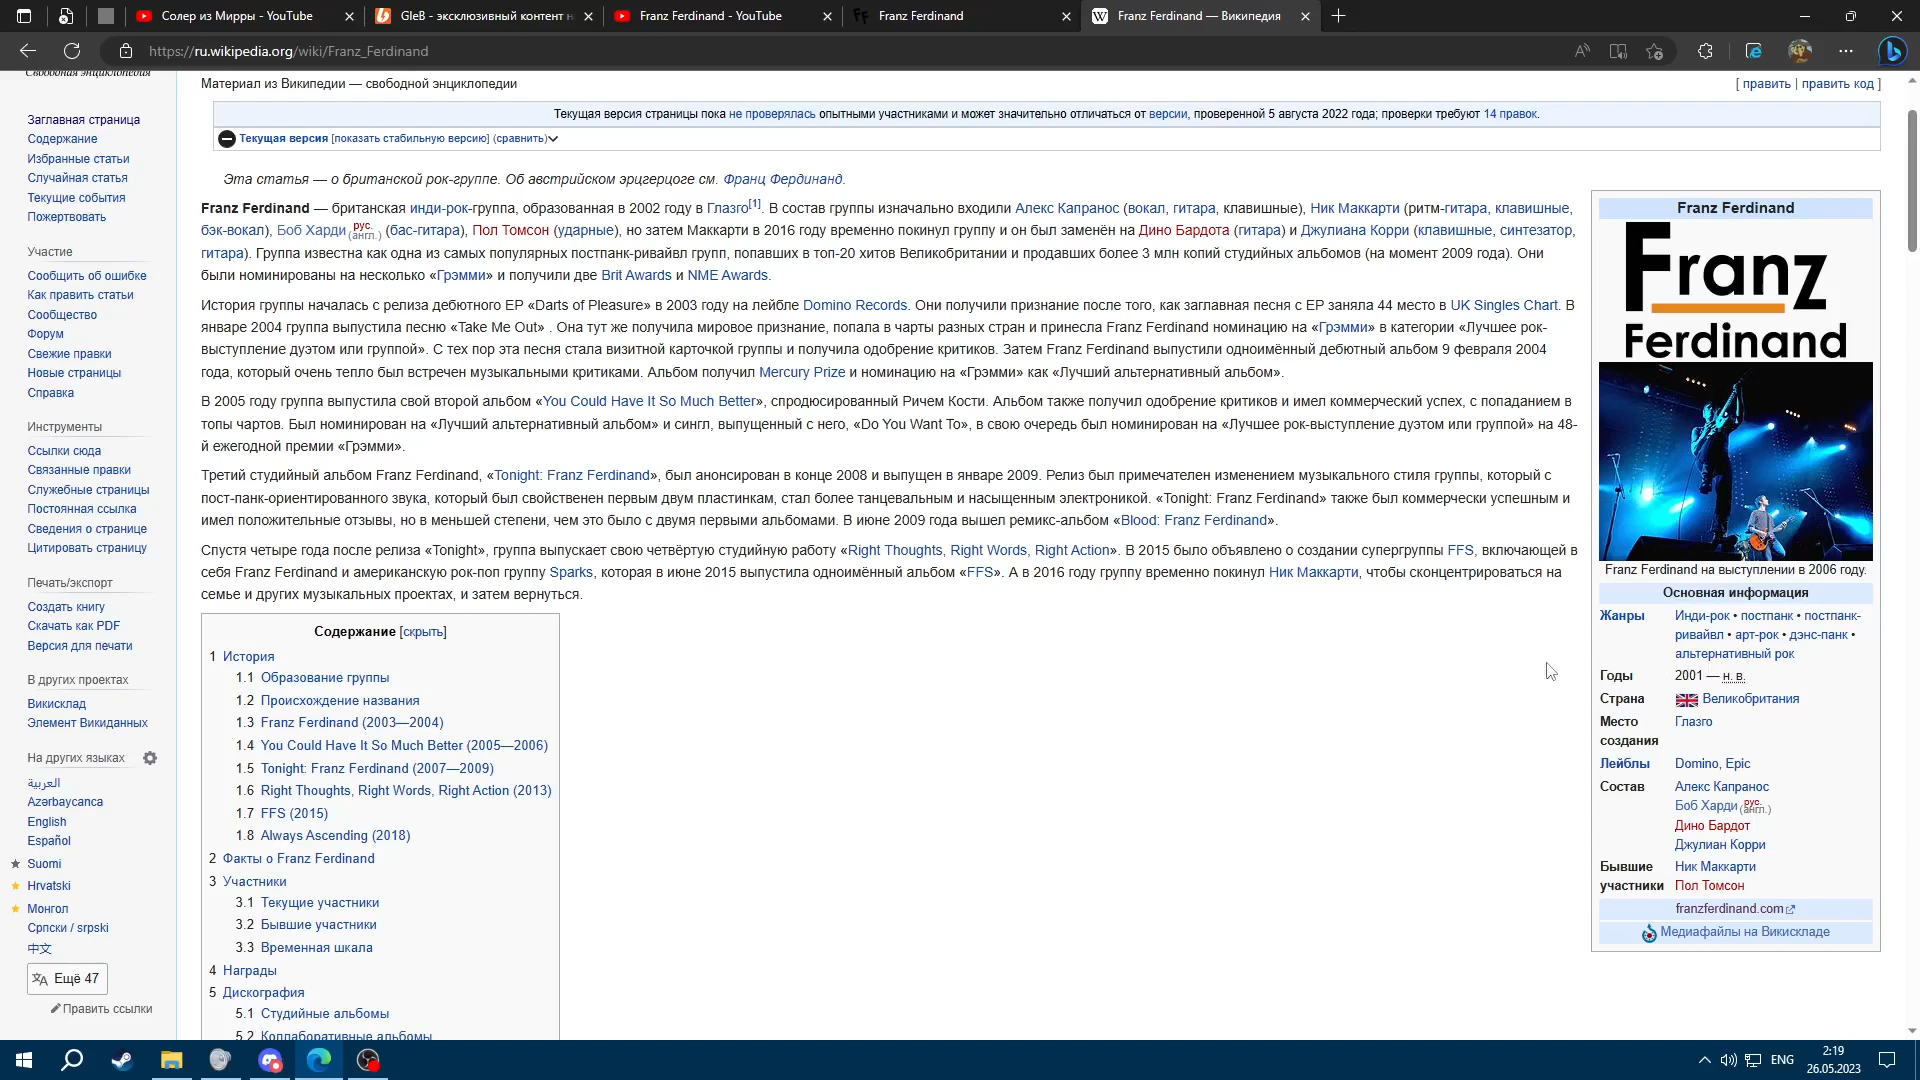 Солер из Мирры - YouTube
GleB - эксклюзивный контент н
Franz Ferdinand - YouTube
Franz Ferdinand
Franz Ferdinand — Википедия
https://ru.wikipedia.org/wiki/Franz_Ferdinand
Свободная энциклопедия
Заглавная страница
Содержание
Избранные статьи
Случайная статья
Текущие события
Пожертвовать
Участие
Сообщить об ошибке
Как править статьи
Сообщество
Форум
Свежие правки
Новые страницы
Справка
Инструменты
Ссылки сюда
Связанные правки
Служебные страницы
Постоянная ссылка
Сведения о странице
Цитировать страницу
Печать/экспорт
Создать книгу
Скачать как PDF
Версия для печати
В других проектах
Викисклад
Элемент Викиданных
На других языках
العربية
Azərbaycanca
English
Español
Suomi
Hrvatski
Монгол
Српски / srpski
中文
Ещё 47
Править ссылки
Материал из Википедии — свободной энциклопедии
[ править | править код ]
Текущая версия страницы пока не проверялась опытными участниками и может значительно отличаться от версии, проверенной 5 августа 2022 года; проверки требуют 14 правок.
Текущая версия [показать стабильную версию] (сравнить)
Эта статья — о британской рок-группе. Об австрийском эрцгерцоге см. Франц Фердинанд.
Franz Ferdinand — британская инди-рок-группа, образованная в 2002 году в Глазго[1]. В состав группы изначально входили Алекс Капранос (вокал, гитара, клавишные), Ник Маккарти (ритм-гитара, клавишные,
бэк-вокал), Боб Харди рус. (англ.) (бас-гитара), Пол Томсон (ударные), но затем Маккарти в 2016 году временно покинул группу и он был заменён на Дино Бардота (гитара) и Джулиана Корри (клавишные, синтезатор,
гитара). Группа известна как одна из самых популярных постпанк-ривайвл групп, попавших в топ-20 хитов Великобритании и продавших более 3 млн копий студийных альбомов (на момент 2009 года). Они
были номинированы на несколько «Грэмми» и получили две Brit Awards и NME Awards.
История группы началась с релиза дебютного EP «Darts of Pleasure» в 2003 году на лейбле Domino Records. Они получили признание после того, как заглавная песня с EP заняла 44 место в UK Singles Chart. В
январе 2004 группа выпустила песню «Take Me Out» . Она тут же получила мировое признание, попала в чарты разных стран и принесла Franz Ferdinand номинацию на «Грэмми» в категории «Лучшее рок-
выступление дуэтом или группой». С тех пор эта песня стала визитной карточкой группы и получила одобрение критиков. Затем Franz Ferdinand выпустили одноимённый дебютный альбом 9 февраля 2004
года, который очень тепло был встречен музыкальными критиками. Альбом получил Mercury Prize и номинацию на «Грэмми» как «Лучший альтернативный альбом».
В 2005 году группа выпустила свой второй альбом «You Could Have It So Much Better», спродюсированный Ричем Кости. Альбом также получил одобрение критиков и имел коммерческий успех, с попаданием в
топы чартов. Был номинирован на «Лучший альтернативный альбом» и сингл, выпущенный с него, «Do You Want To», в свою очередь был номинирован на «Лучшее рок-выступление дуэтом или группой» на 48-
й ежегодной премии «Грэмми».
Третий студийный альбом Franz Ferdinand, «Tonight: Franz Ferdinand», был анонсирован в конце 2008 и выпущен в январе 2009. Релиз был примечателен изменением музыкального стиля группы, который с
пост-панк-ориентированного звука, который был свойственен первым двум пластинкам, стал более танцевальным и насыщенным электроникой. «Tonight: Franz Ferdinand» также был коммерчески успешным и
имел положительные отзывы, но в меньшей степени, чем это было с двумя первыми альбомами. В июне 2009 года вышел ремикс-альбом «Blood: Franz Ferdinand».
Спустя четыре года после релиза «Tonight», группа выпускает свою четвёртую студийную работу «Right Thoughts, Right Words, Right Action». В 2015 было объявлено о создании супергруппы FFS, включающей в
себя Franz Ferdinand и американскую рок-поп группу Sparks, которая в июне 2015 выпустила одноимённый альбом «FFS». А в 2016 году группу временно покинул Ник Маккарти, чтобы сконцентрироваться на
семье и других музыкальных проектах, и затем вернуться.
Содержание [скрыть]
1 История
1.1 Образование группы
1.2 Происхождение названия
1.3 Franz Ferdinand (2003—2004)
1.4 You Could Have It So Much Better (2005—2006)
1.5 Tonight: Franz Ferdinand (2007—2009)
1.6 Right Thoughts, Right Words, Right Action (2013)
1.7 FFS (2015)
1.8 Always Ascending (2018)
2 Факты о Franz Ferdinand
3 Участники
3.1 Текущие участники
3.2 Бывшие участники
3.3 Временная шкала
4 Награды
5 Дискография
5.1 Студийные альбомы
5.2 Коллаборативные альбомы
Franz Ferdinand
Franz
Ferdinand
Franz Ferdinand на выступлении в 2006 году.
Основная информация
Жанры Инди-рок • постпанк • постпанк-
ривайвл • арт-рок • дэнс-панк •
альтернативный рок
Годы 2001 — н. в.
Страна Великобритания
Место Глазго
создания
Лейблы Domino, Epic
Состав Алекс Капранос
Боб Харди рус. (англ.)
Дино Бардот
Джулиан Корри
Бывшие Ник Маккарти
участники Пол Томсон
franzferdinand.com
Медиафайлы на Викискладе
ENG
2:19
26.05.2023